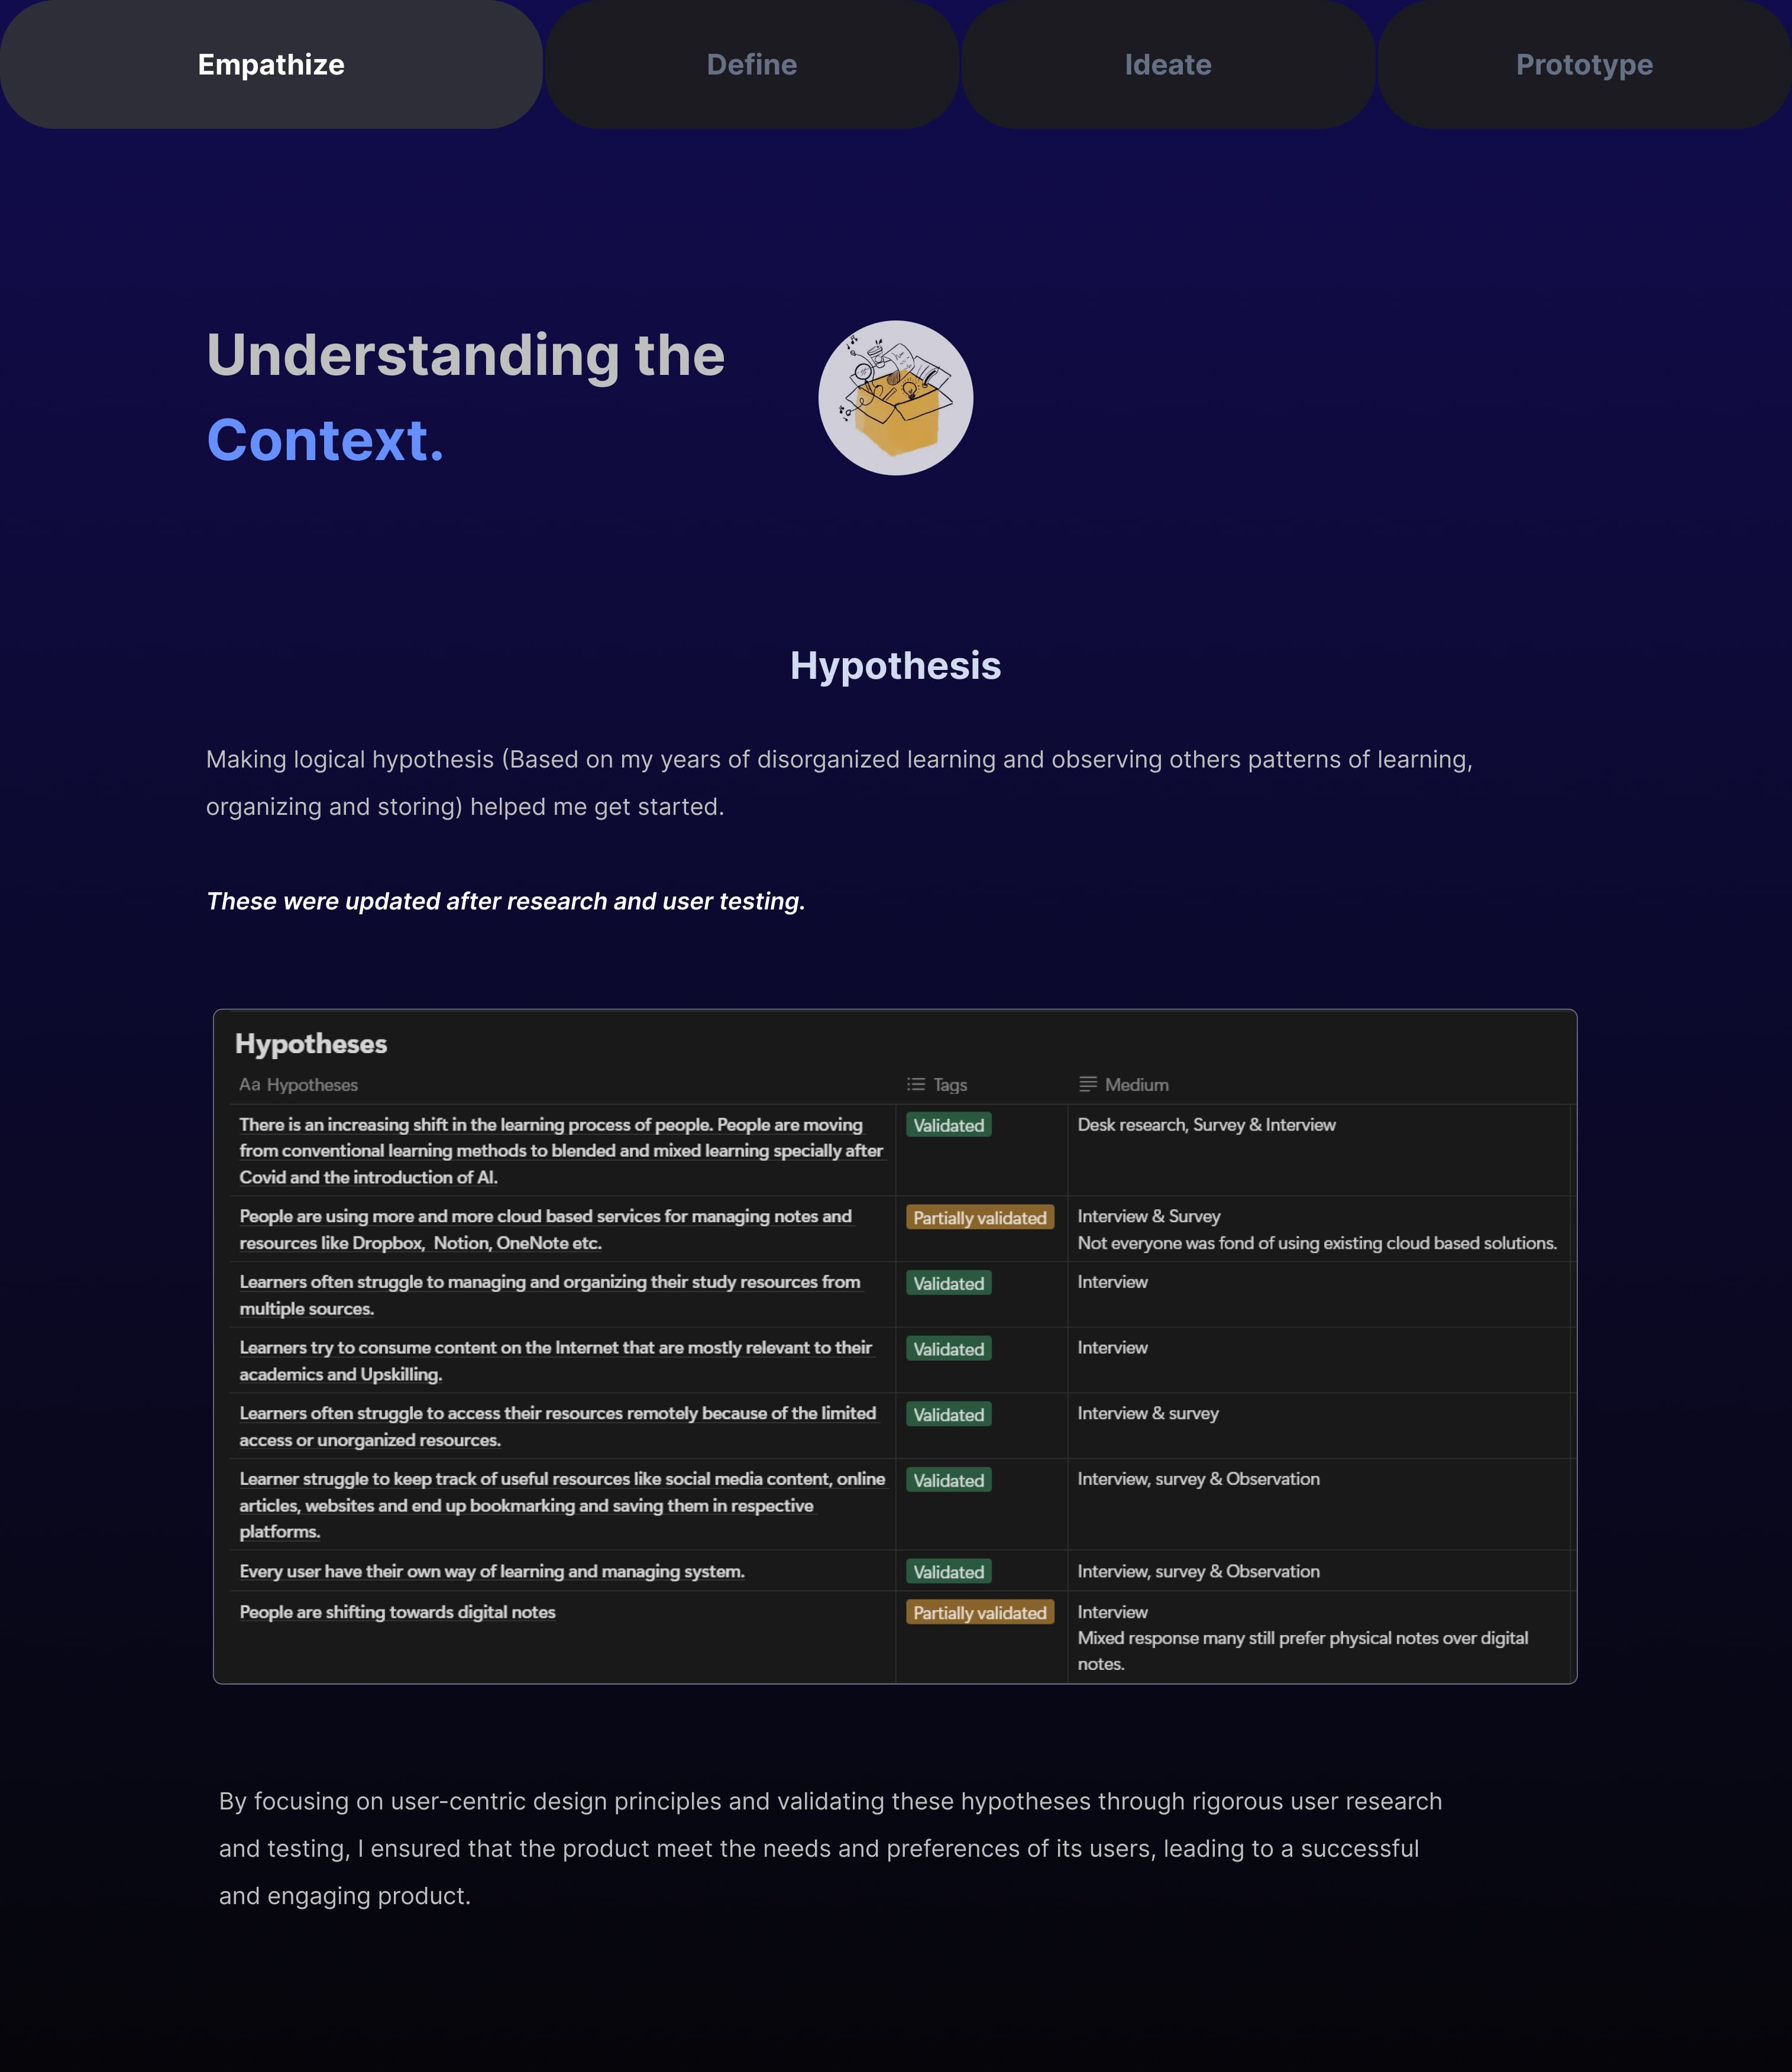 Empathize
Define
Ideate
Prototype
Understanding the
Context.
Hypothesis
Making logical hypothesis (Based on my years of disorganized learning and observing others patterns of learning,
organizing and storing) helped me get started.
These were updated after research and user testing.
Hypotheses
Aa Hypotheses
Tags
Medium
There is an increasing shift in the learning process of people. People are moving
from conventional learning methods to blended and mixed learning specially after
Covid and the introduction of AI.
Validated
Desk research, Survey & Interview
People are using more and more cloud based services for managing notes and
resources like Dropbox,  Notion, OneNote etc.
Partially validated
Interview & Survey
Not everyone was fond of using existing cloud based solutions.
Learners often struggle to managing and organizing their study resources from
multiple sources.
Validated
Interview
Learners try to consume content on the Internet that are mostly relevant to their
academics and Upskilling.
Validated
Interview
Learners often struggle to access their resources remotely because of the limited
access or unorganized resources.
Validated
Interview & survey
Learner struggle to keep track of useful resources like social media content, online
articles, websites and end up bookmarking and saving them in respective
platforms.
Validated
Interview, survey & Observation
Every user have their own way of learning and managing system.
Validated
Interview, survey & Observation
People are shifting towards digital notes
Partially validated
Interview
Mixed response many still prefer physical notes over digital
notes.
By focusing on user-centric design principles and validating these hypotheses through rigorous user research
and testing, I ensured that the product meet the needs and preferences of its users, leading to a successful
and engaging product.